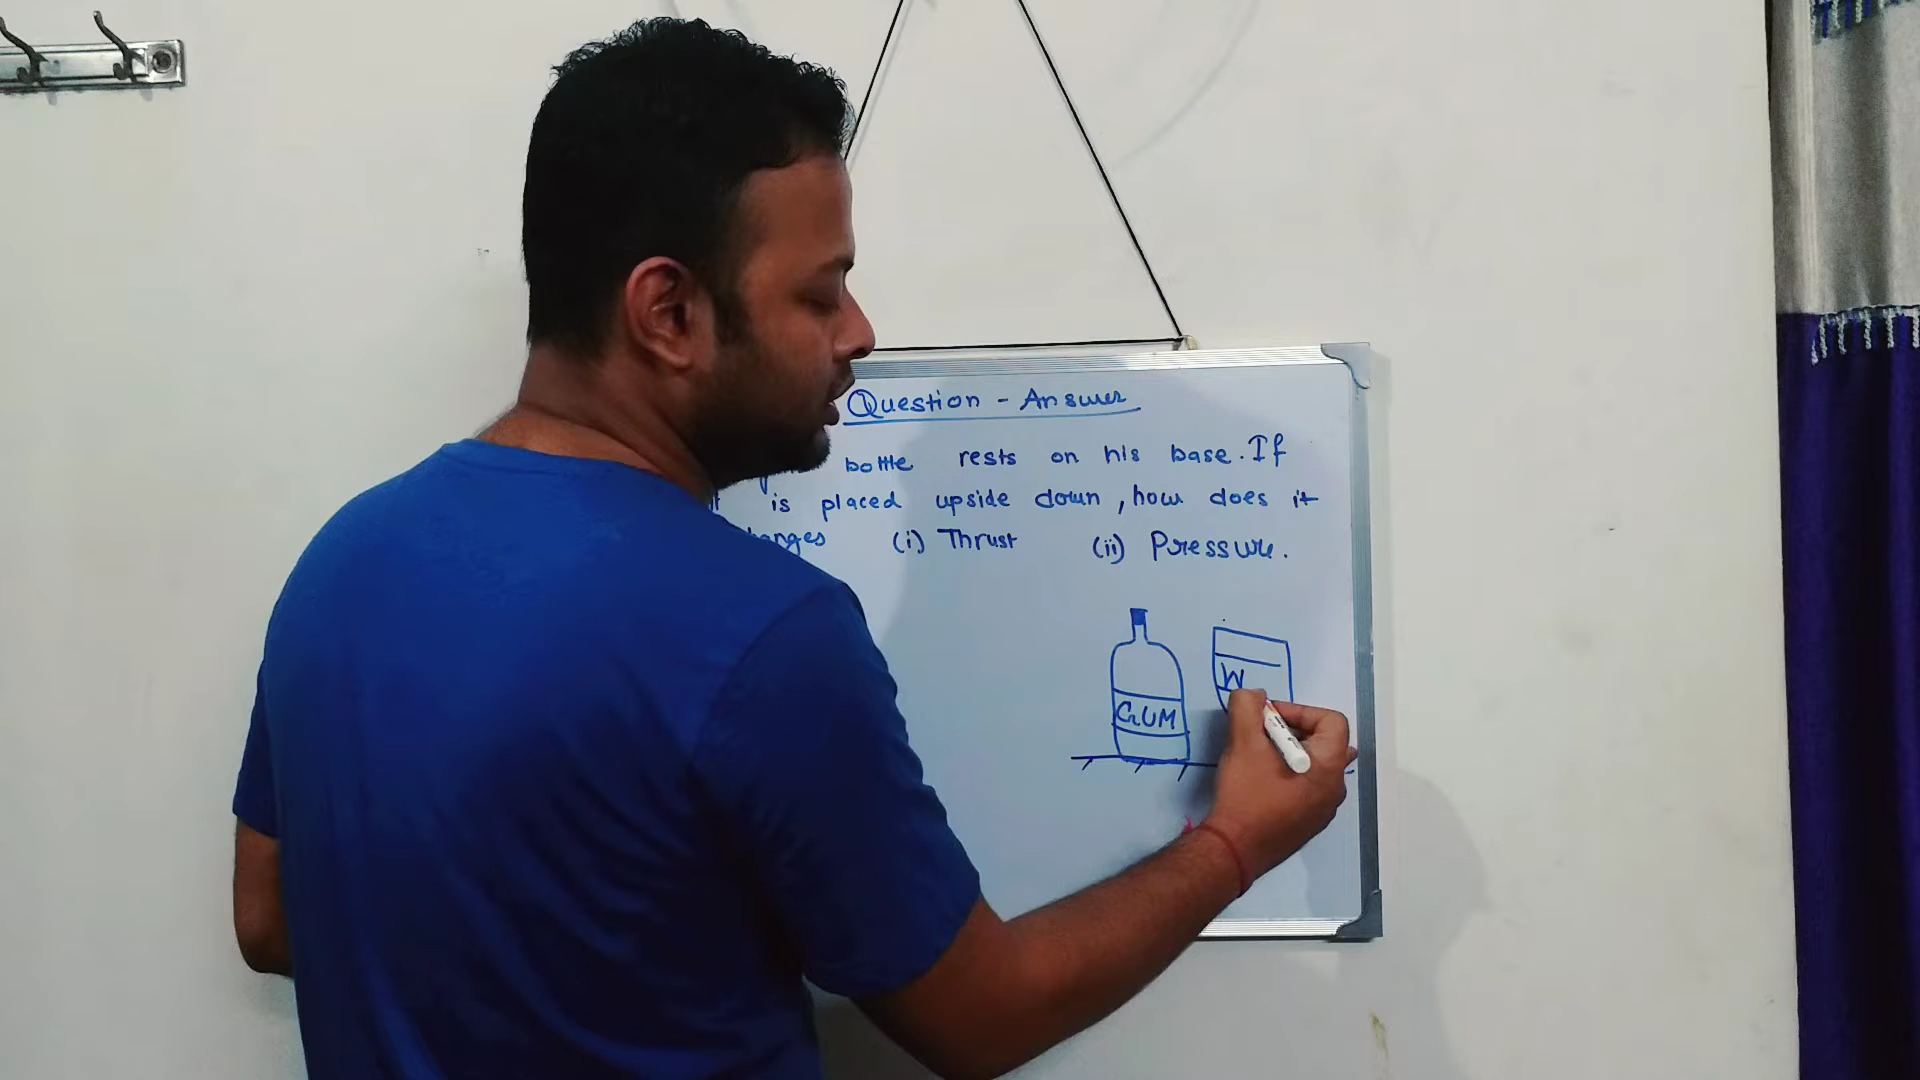 Question - Answer
bottle rests on his base. If
is placed upside down, how does it
(i) Thrust (ii) Pressure.
GUM
W